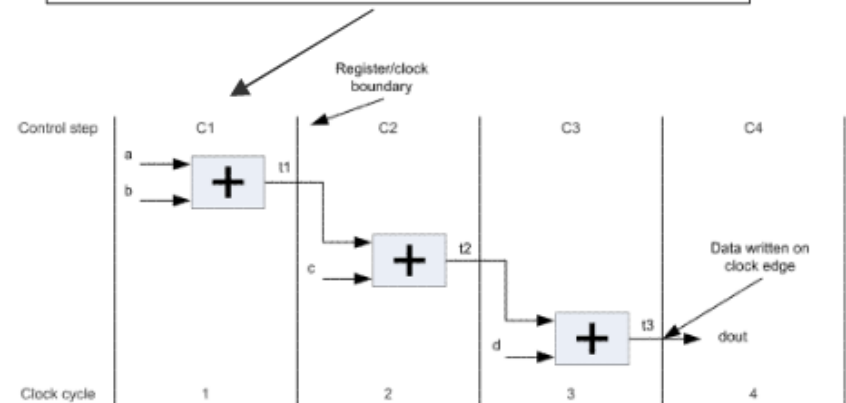 Register/clock
boundary
Control step
C1
C2
C3
C4
a
b
t1
+
c
t2
+
Data written on
clock edge
d
t3
+
dout
Clock cycle
1
2
3
4